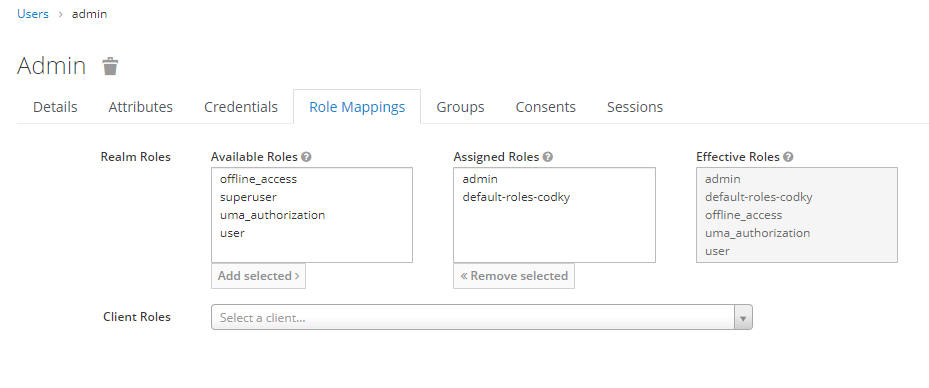 Users > admin
Admin
Details Attributes Credentials Role Mappings Groups Consents Sessions
Realm Roles
Available Roles
offline_access
superuser
uma_authorization
user
Add selected >
Assigned Roles
admin
default-roles-codky
« Remove selected
Effective Roles
admin
default-roles-codky
offline_access
uma_authorization
user
Client Roles
Select a client...